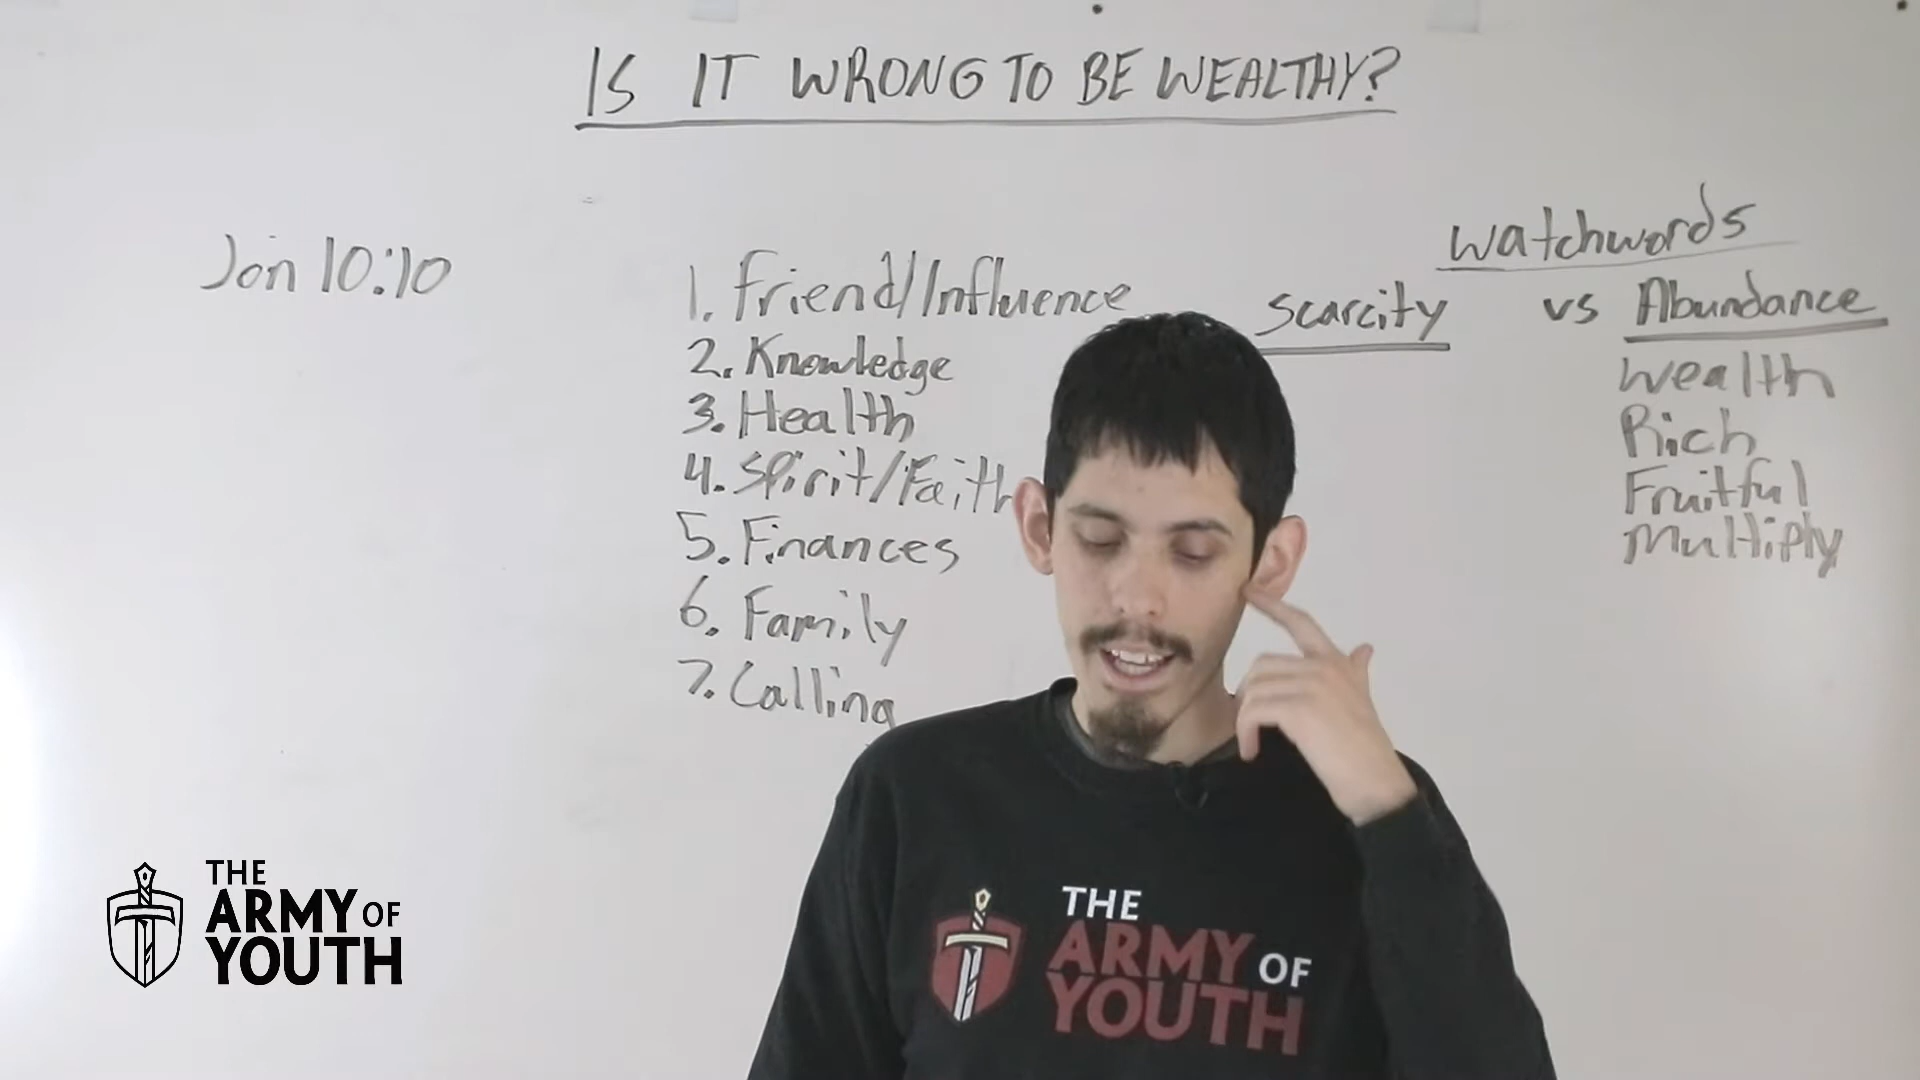 IS IT WRONG TO BE WEALTHY?
Jon 10:10
1. Friend/Influence
2. Knowledge
3. Health
4. Spirit/Faith
5. Finances
6. Family
7. Calling
Watchwords
Scarcity vs Abundance
Wealth
Rich
Fruitful
Multiply
THE
ARMY OF
YOUTH
THE
ARMY OF
YOUTH